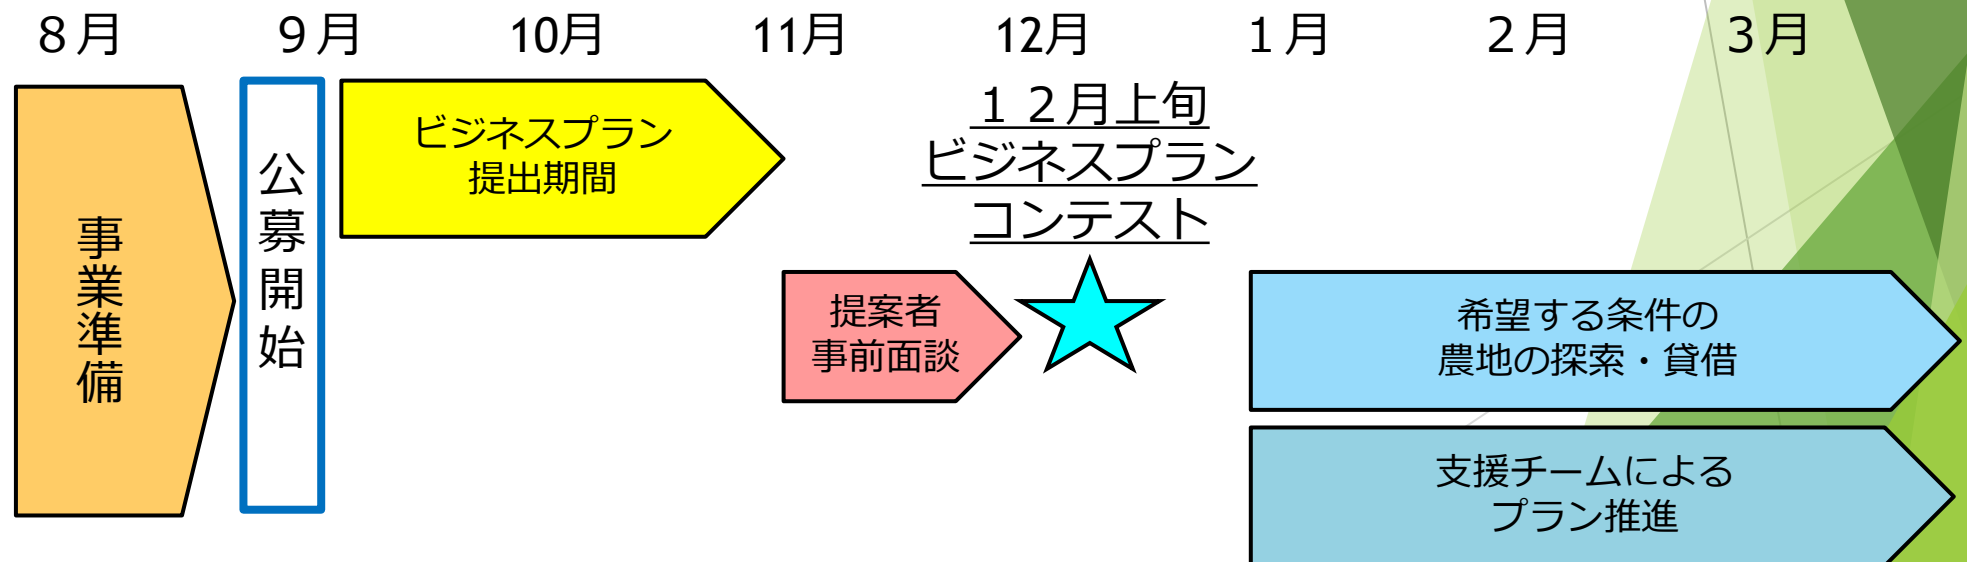 ８月 ９月 10月 11月 12月 １月 ２月 ３月
事業準備
公募開始
ビジネスプラン
提出期間
１２月上旬
ビジネスプラン
コンテスト
提案者
事前面談
希望する条件の
農地の探索・貸借
支援チームによる
プラン推進